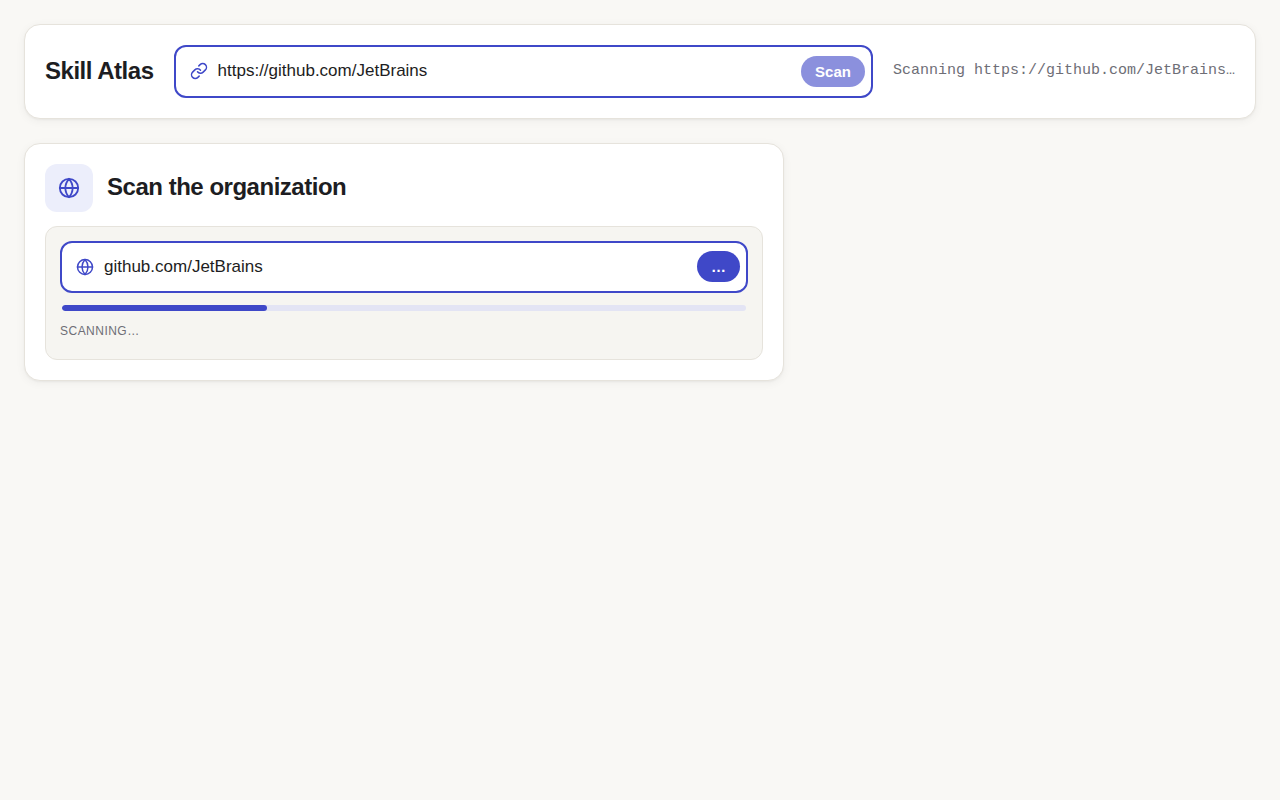 Skill Atlas
https://github.com/JetBrains
Scan
Scanning https://github.com/JetBrains…
Scan the organization
github.com/JetBrains
…
SCANNING…